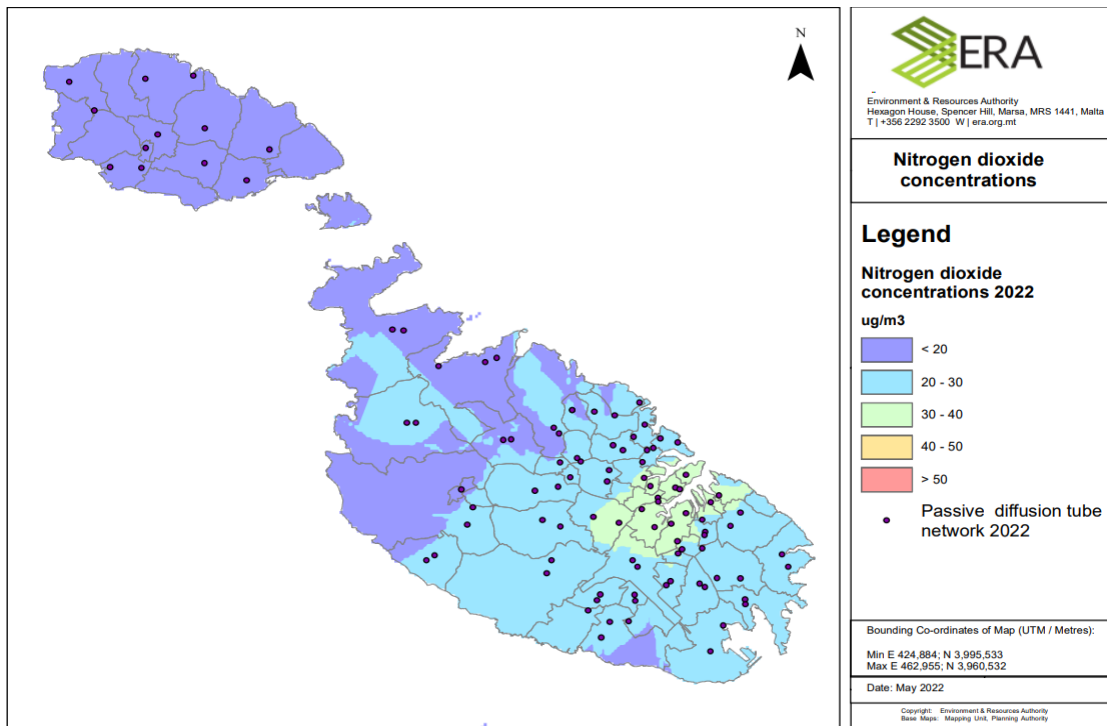 N
ERA
Environment & Resources Authority
Hexagon House, Spencer Hill, Marsa, MRS 1441, Malta
T | +356 2292 3500 W | era.org.mt
Nitrogen dioxide
concentrations
Legend
Nitrogen dioxide
concentrations 2022
ug/m3
< 20
20 - 30
30 - 40
40 - 50
> 50
Passive diffusion tube
network 2022
Bounding Co-ordinates of Map (UTM / Metres):
Min E 424,884; N 3,995,533
Max E 462,955; N 3,960,532
Date: May 2022
Copyright: Environment & Resources Authority
Base Maps: Mapping Unit, Planning Authority